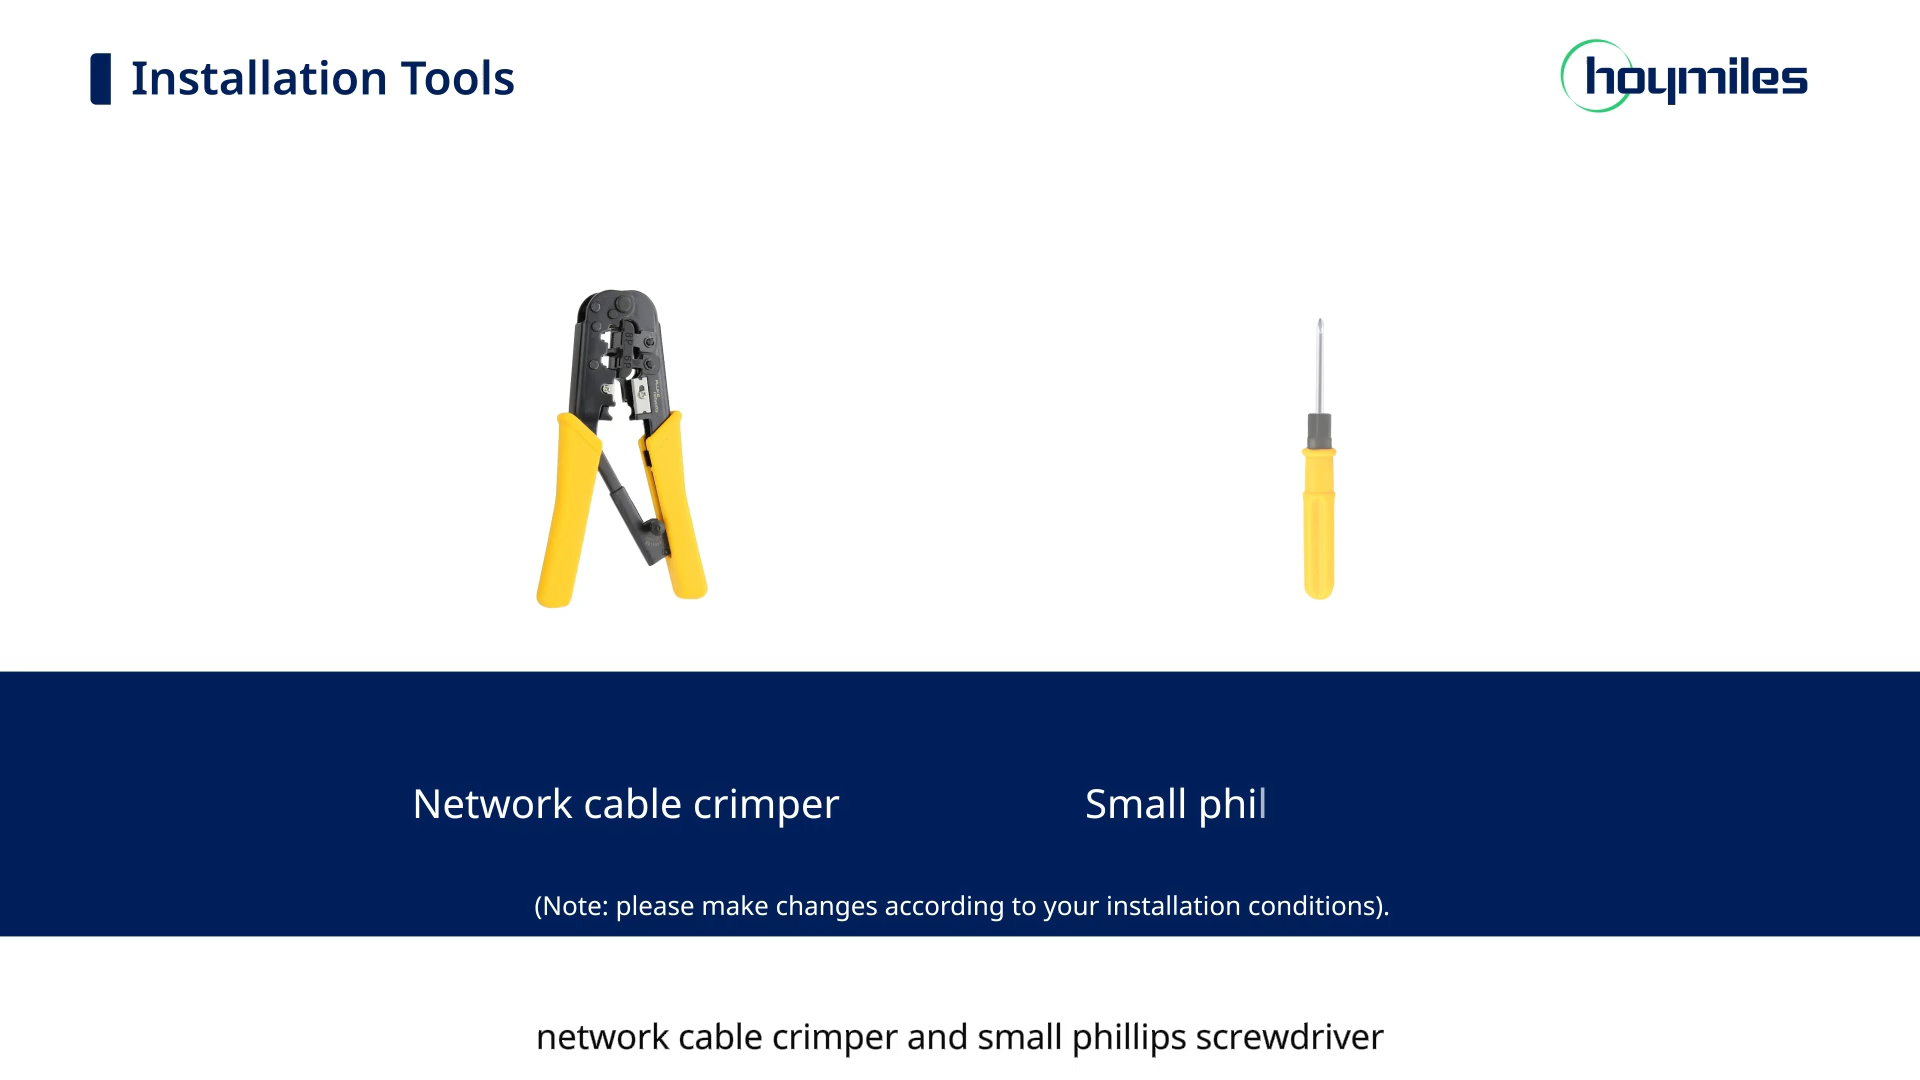 Installation Tools
hoymiles
Network cable crimper
Small phil
(Note: please make changes according to your installation conditions).
network cable crimper and small phillips screwdriver